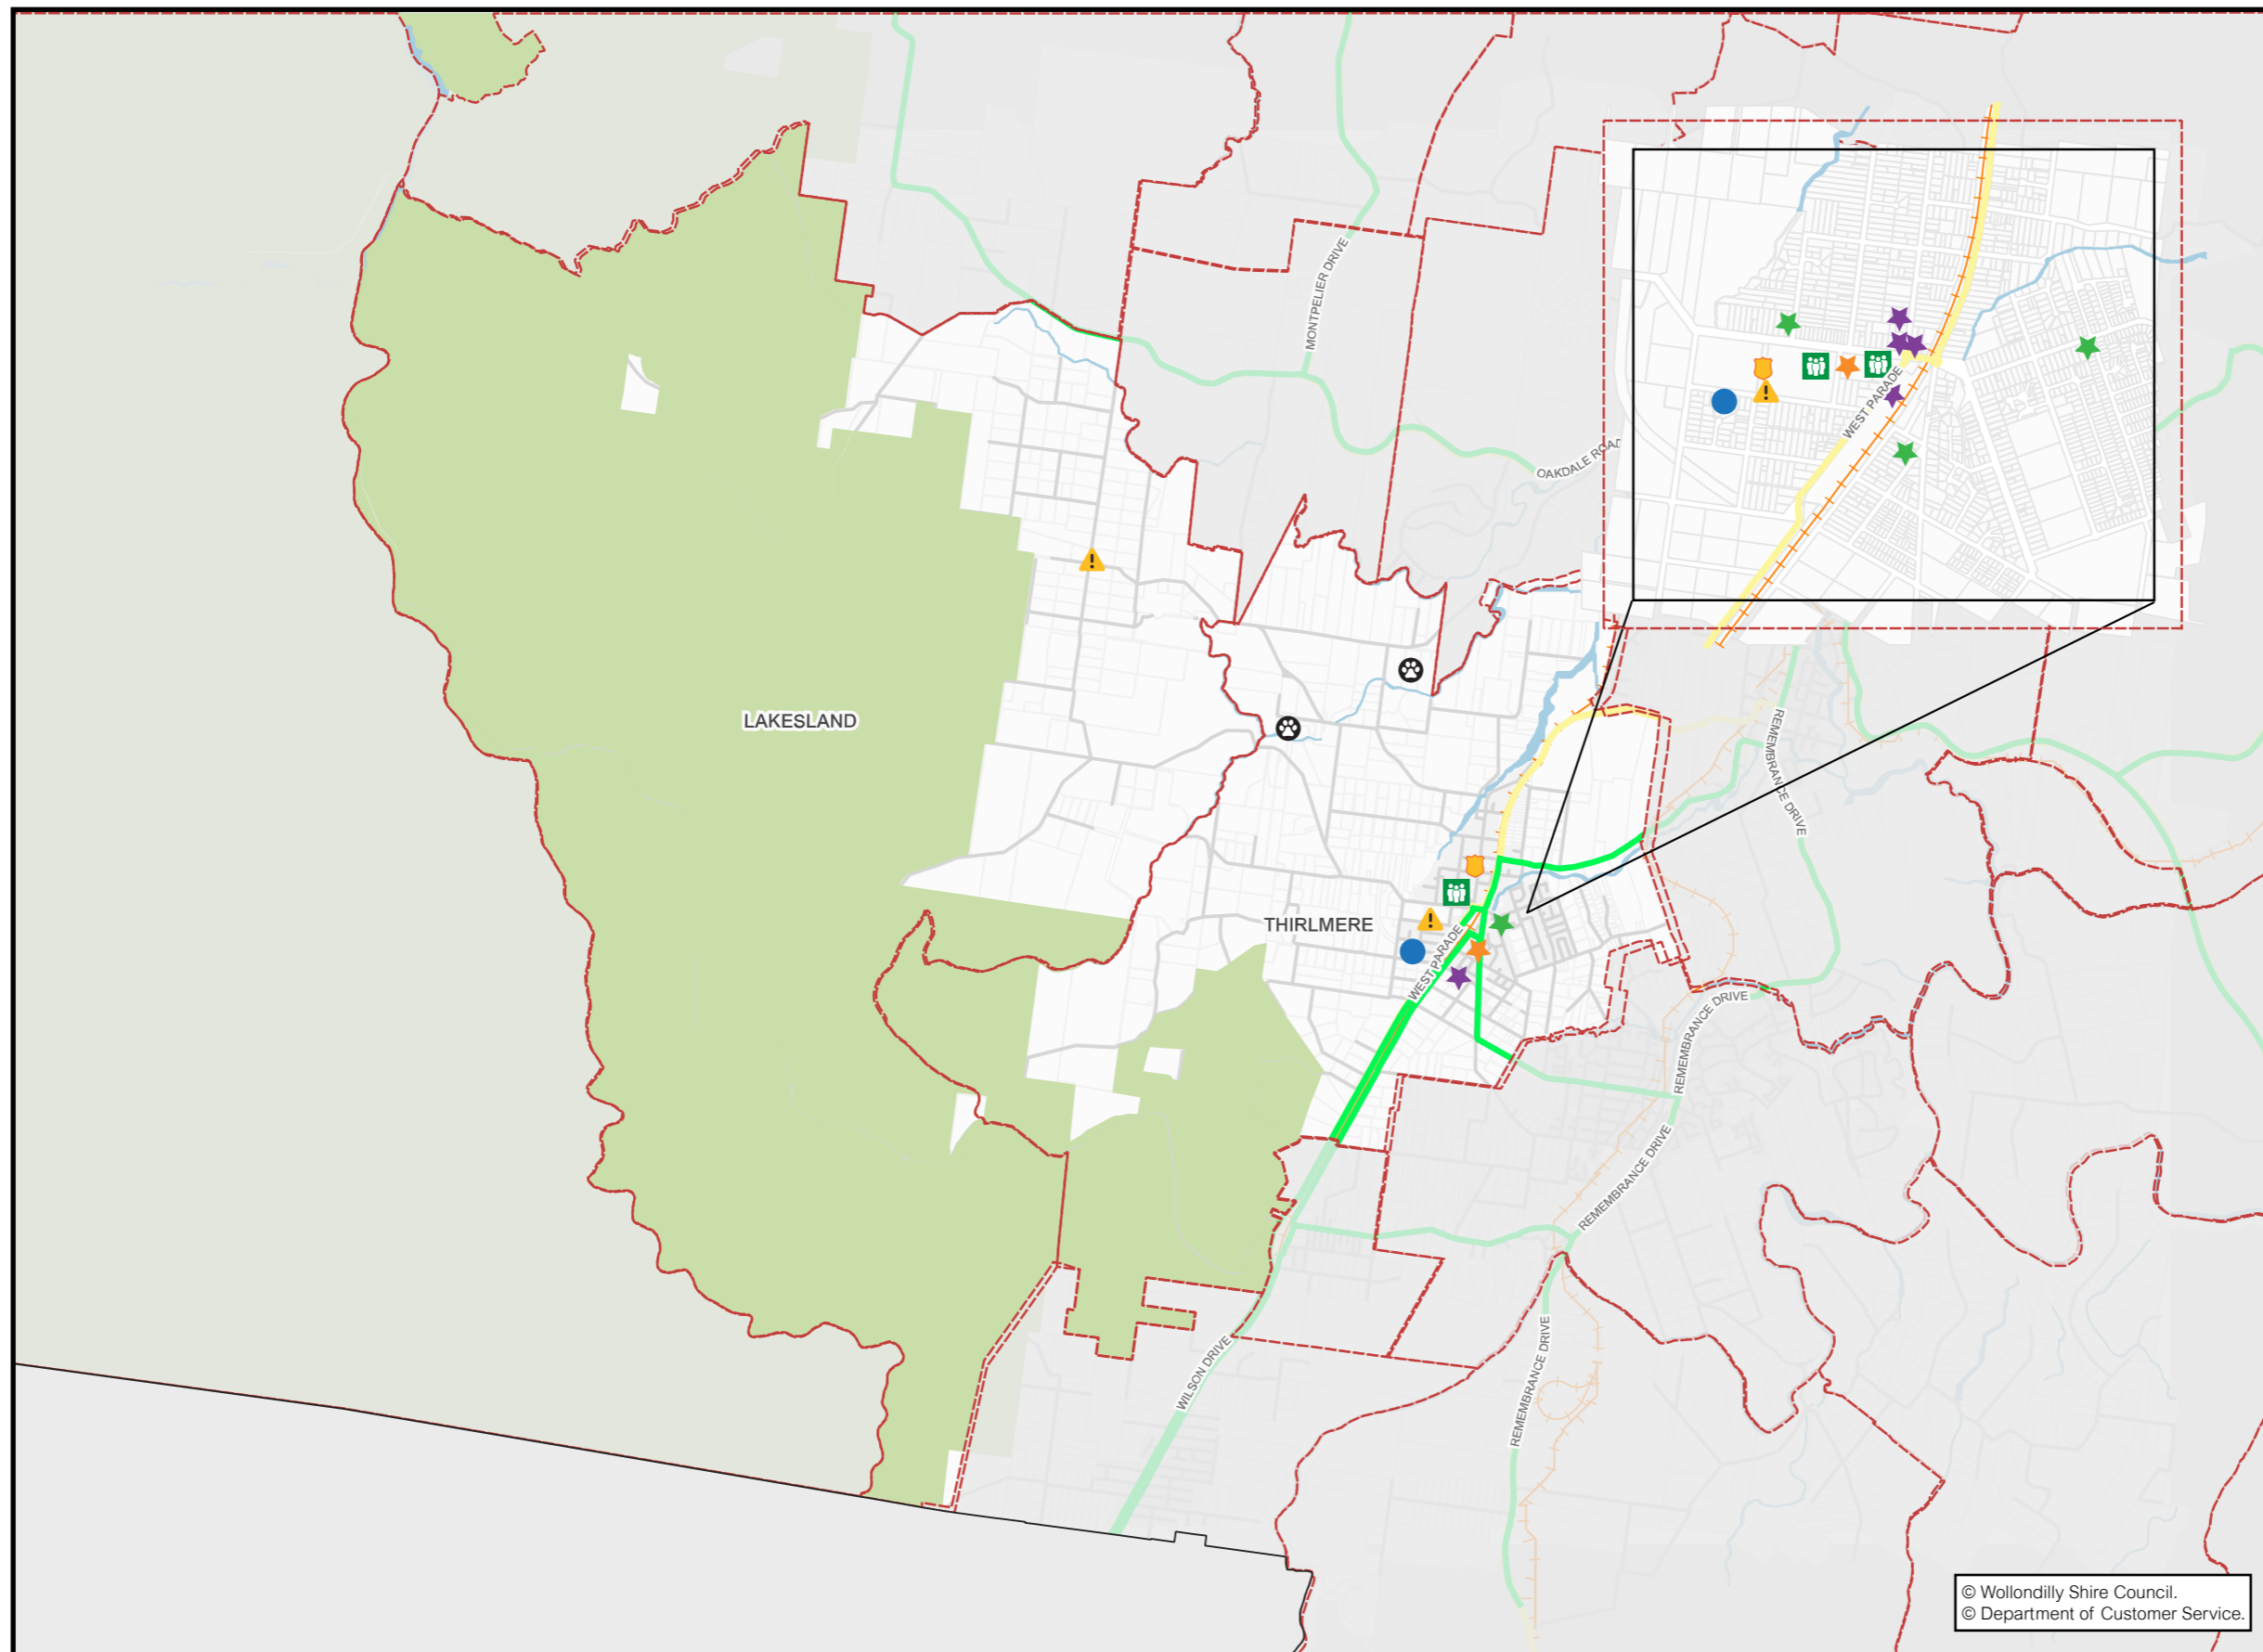 MONTPELIER DRIVE
OAKDALE ROAD
WEST PARADE
LAKESLAND
REMEMBRANCE DRIVE
THIRLMERE
WEST PARADE
REMEMBRANCE DRIVE
REMEMBRANCE DRIVE
WILSON DRIVE
REMEMBRANCE DRIVE
© Wollondilly Shire Council.
© Department of Customer Service.